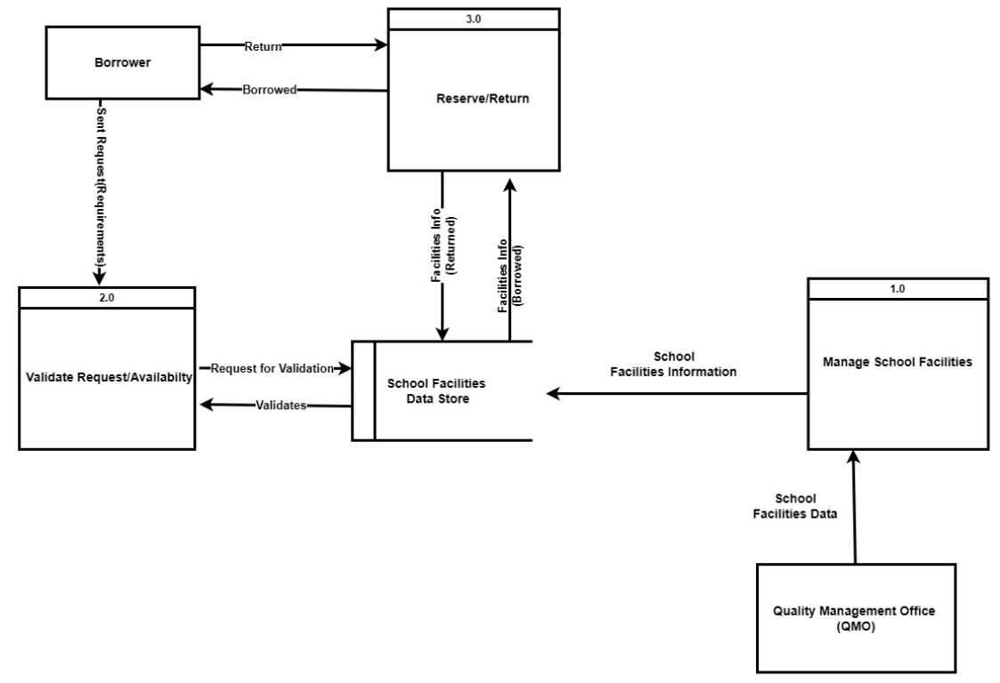 3.0
Borrower
Return
Reserve/Return
Borrowed
Sent Request(Requirements)
Facilities Info
(Returned)
Facilities Info
(Borrowed)
2.0
1.0
Validate Request/Availabilty
Request for Validation
Validates
School Facilities
Data Store
School
Facilities Information
Manage School Facilities
School
Facilities Data
Quality Management Office
(QMO)